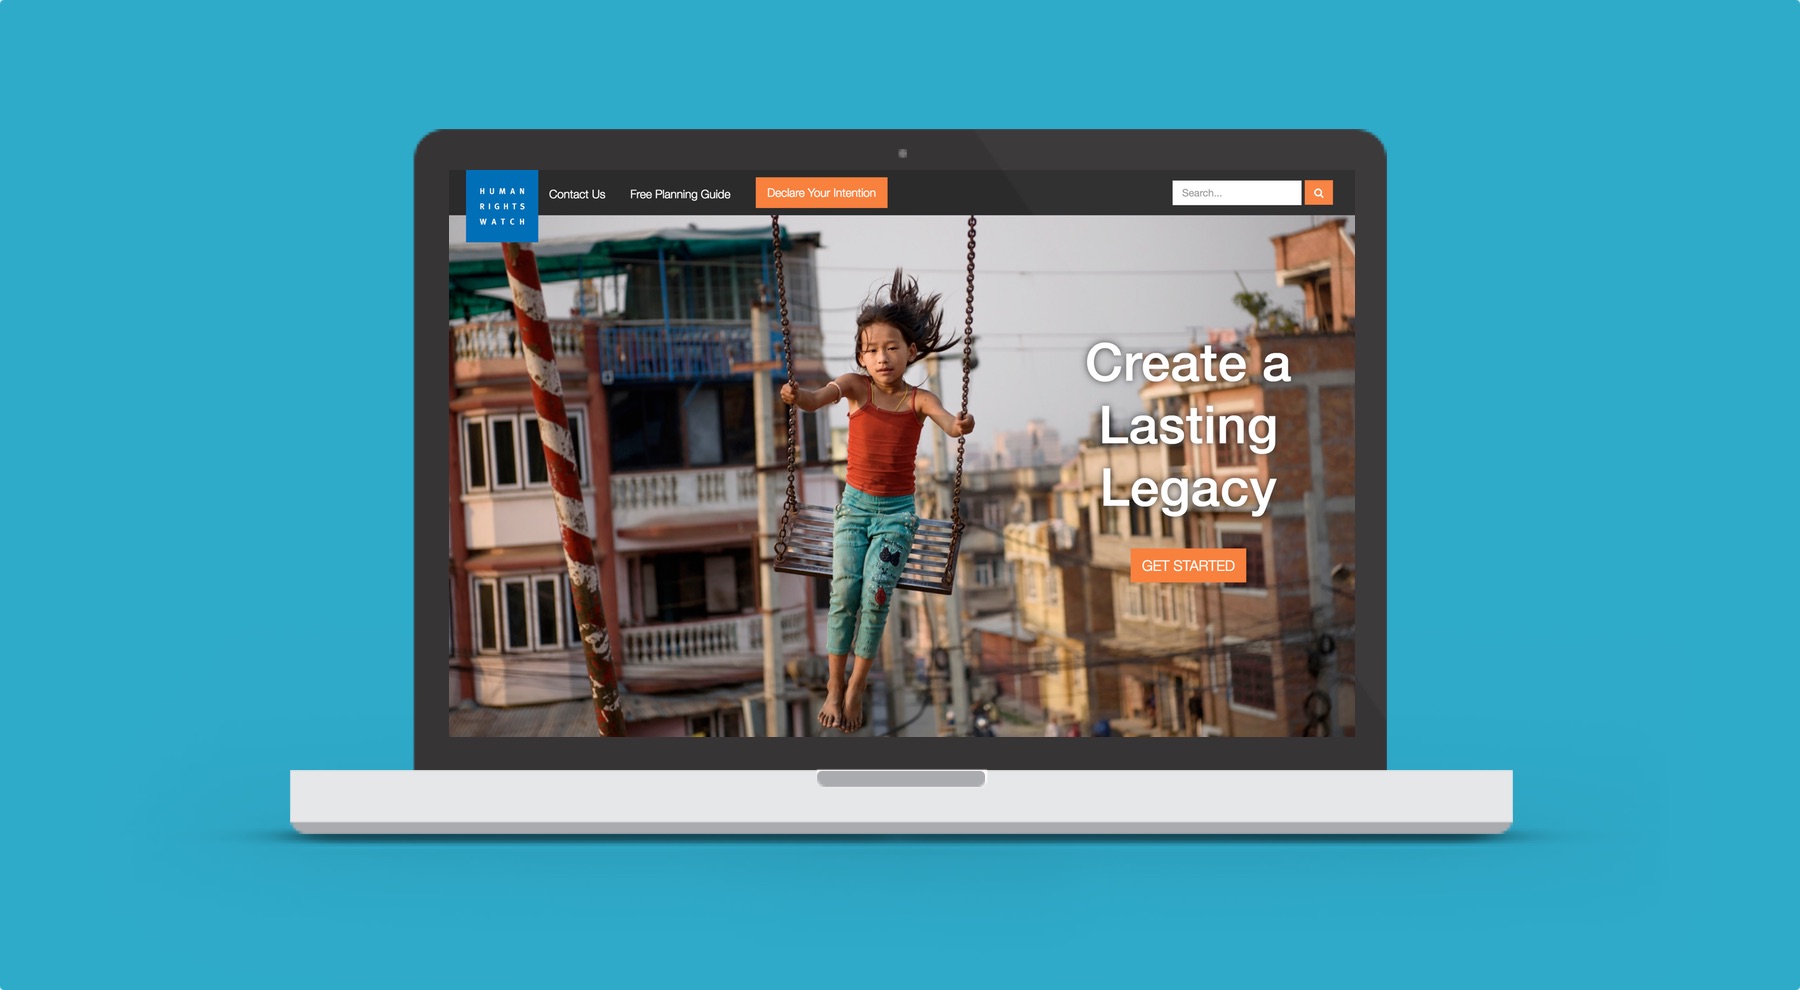 HUMAN
RIGHTS
WATCH
Contact Us
Free Planning Guide
Declare Your Intention
Search...
Create a
Lasting
Legacy
GET STARTED